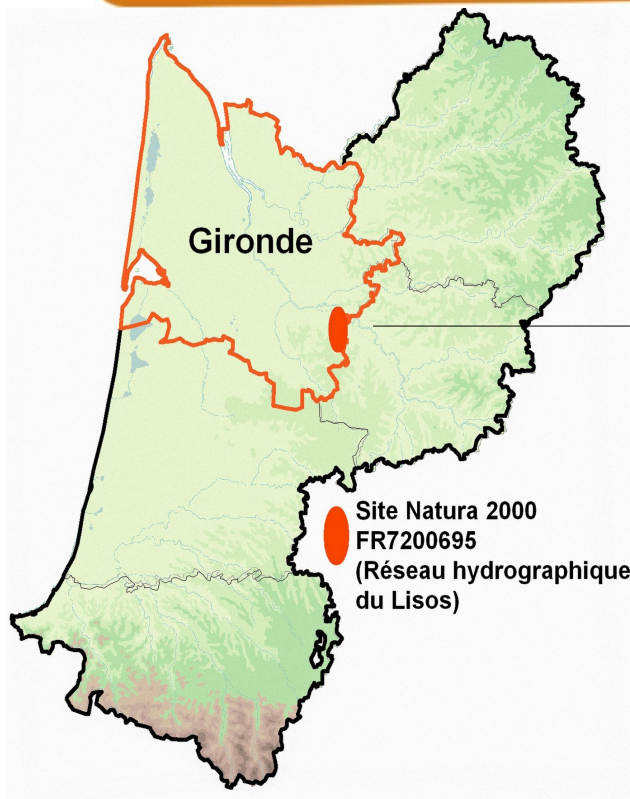 Gironde
Site Natura 2000
FR7200695
(Réseau hydrographique
du Lisos)